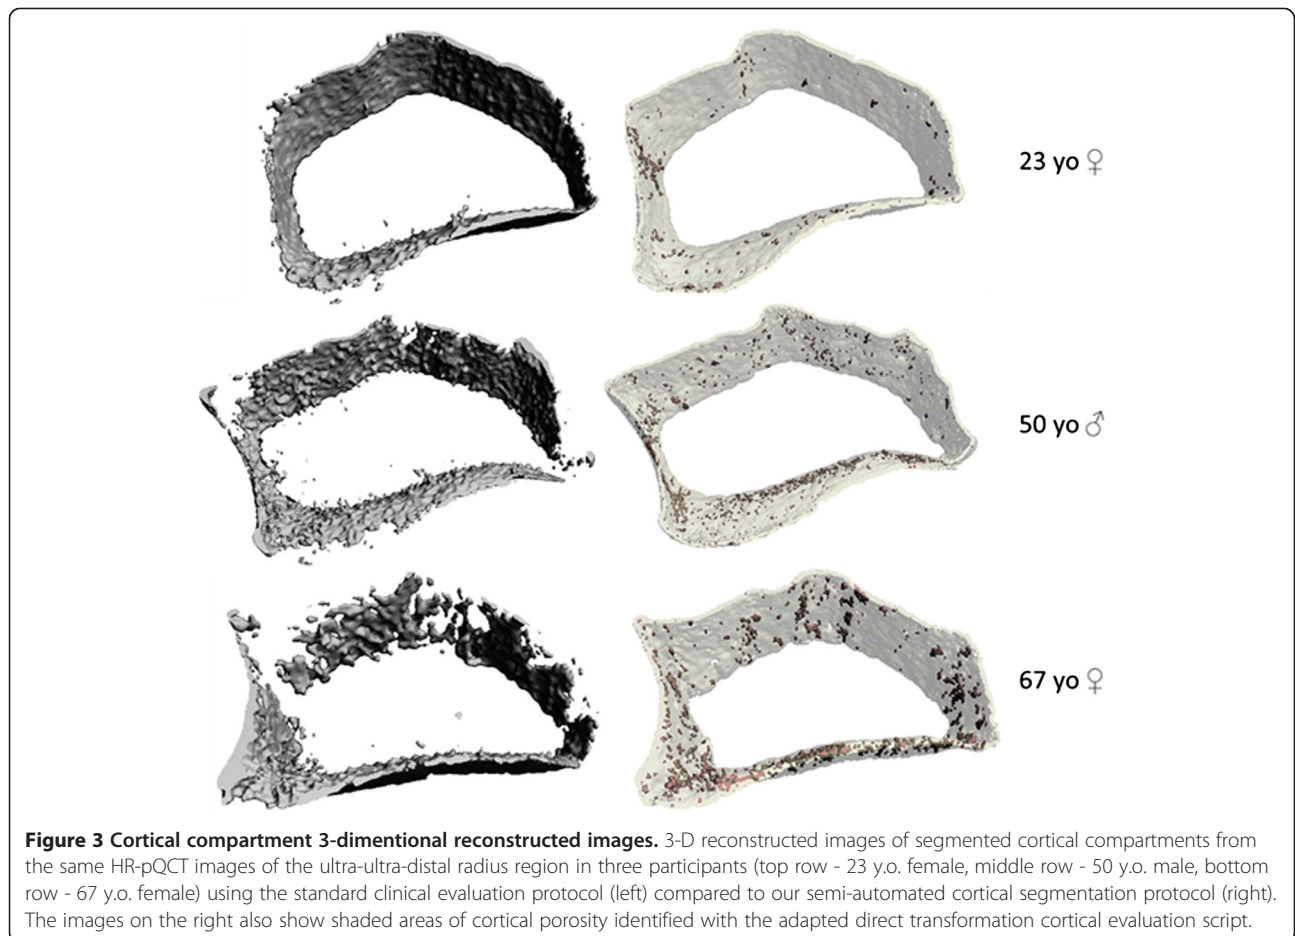 23 yo ♀
50 yo ♂
67 yo ♀
Figure 3 Cortical compartment 3-dimentional reconstructed images. 3-D reconstructed images of segmented cortical compartments from
the same HR-pQCT images of the ultra-ultra-distal radius region in three participants (top row - 23 y.o. female, middle row - 50 y.o. male, bottom
row - 67 y.o. female) using the standard clinical evaluation protocol (left) compared to our semi-automated cortical segmentation protocol (right).
The images on the right also show shaded areas of cortical porosity identified with the adapted direct transformation cortical evaluation script.